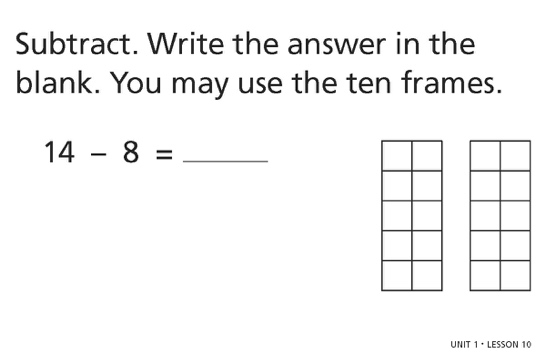 Subtract. Write the answer in the
blank. You may use the ten frames.
14 – 8 = ______
UNIT 1 • LESSON 10